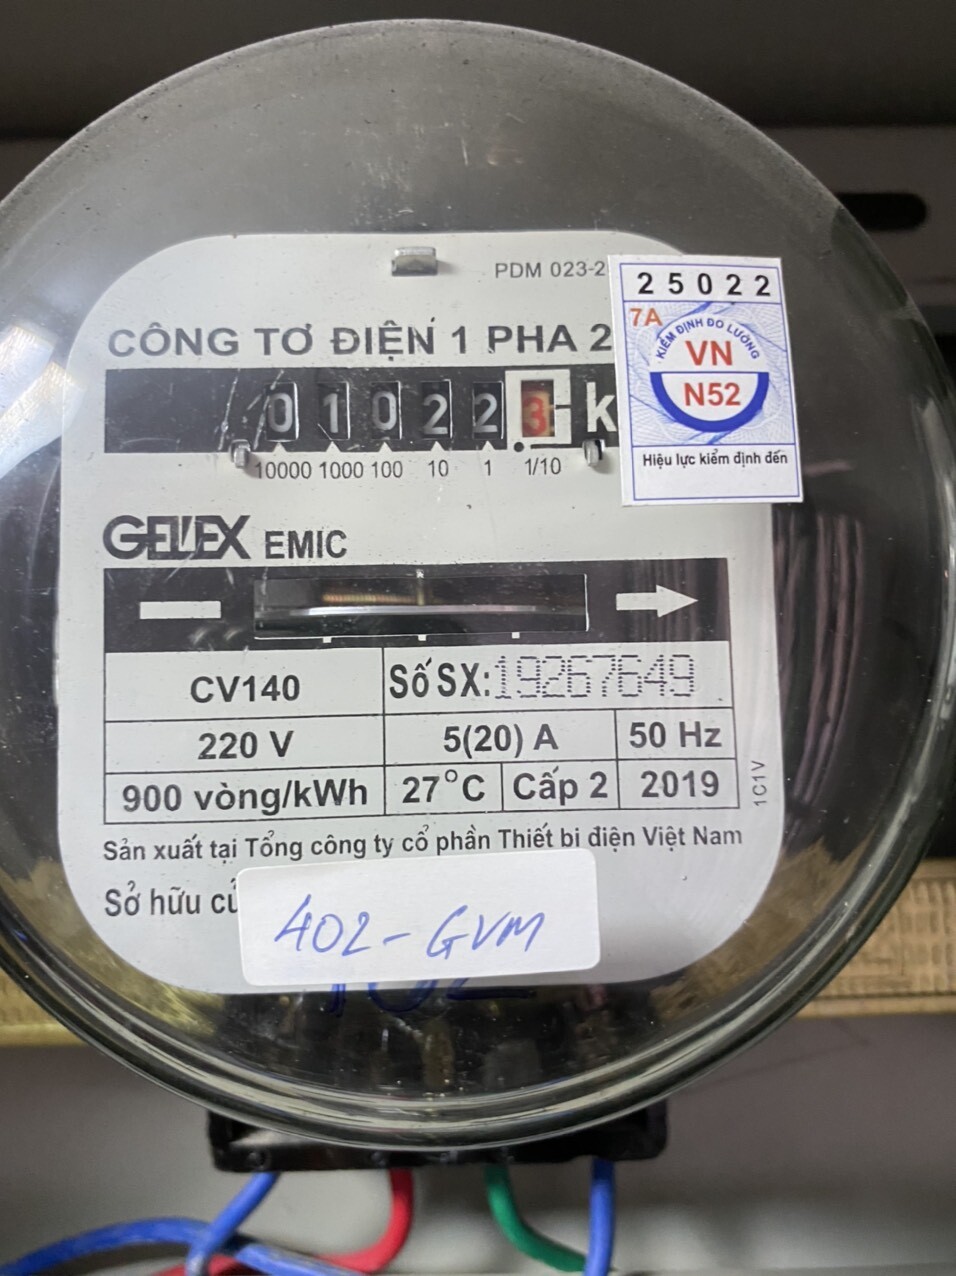 PDM 023-2
25022
7A
KIỂM ĐỊNH ĐO LƯỜNG
VN
N52
Hiệu lực kiểm định đến
CÔNG TƠ ĐIỆN 1 PHA 2
0 1 0 2 2 3 k
10000 1000 100 10 1 1/10
GELEX EMIC
CV140 Số SX: 19267649
220 V 5(20) A 50 Hz
900 vòng/kWh 27°C Cấp 2 2019
1C1V
Sản xuất tại Tổng công ty cổ phần Thiết bị điện Việt Nam
Sở hữu củ
402-GVM